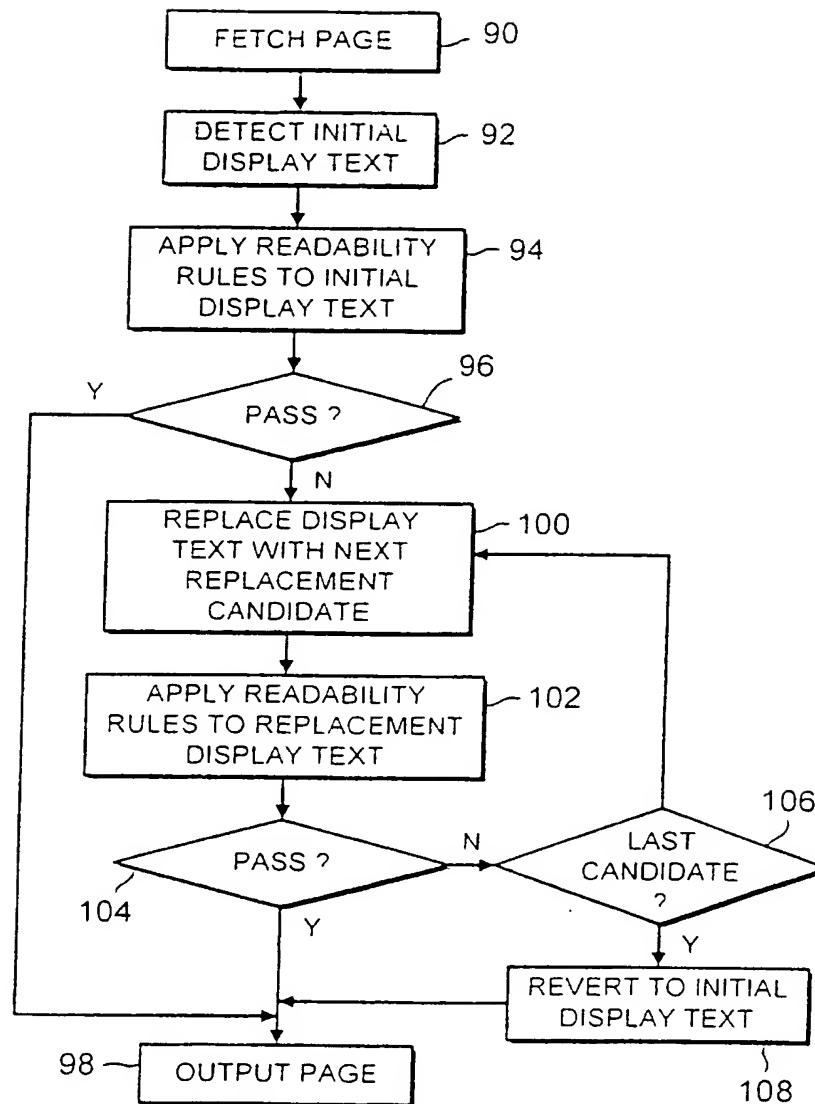 FETCH PAGE
90
DETECT INITIAL
DISPLAY TEXT
92
APPLY READABILITY
RULES TO INITIAL
DISPLAY TEXT
94
Y
PASS ?
96
N
REPLACE DISPLAY
TEXT WITH NEXT
REPLACEMENT
CANDIDATE
100
APPLY READABILITY
RULES TO REPLACEMENT
DISPLAY TEXT
102
PASS ?
104
N
LAST
CANDIDATE
?
106
Y
Y
REVERT TO INITIAL
DISPLAY TEXT
108
98
OUTPUT PAGE